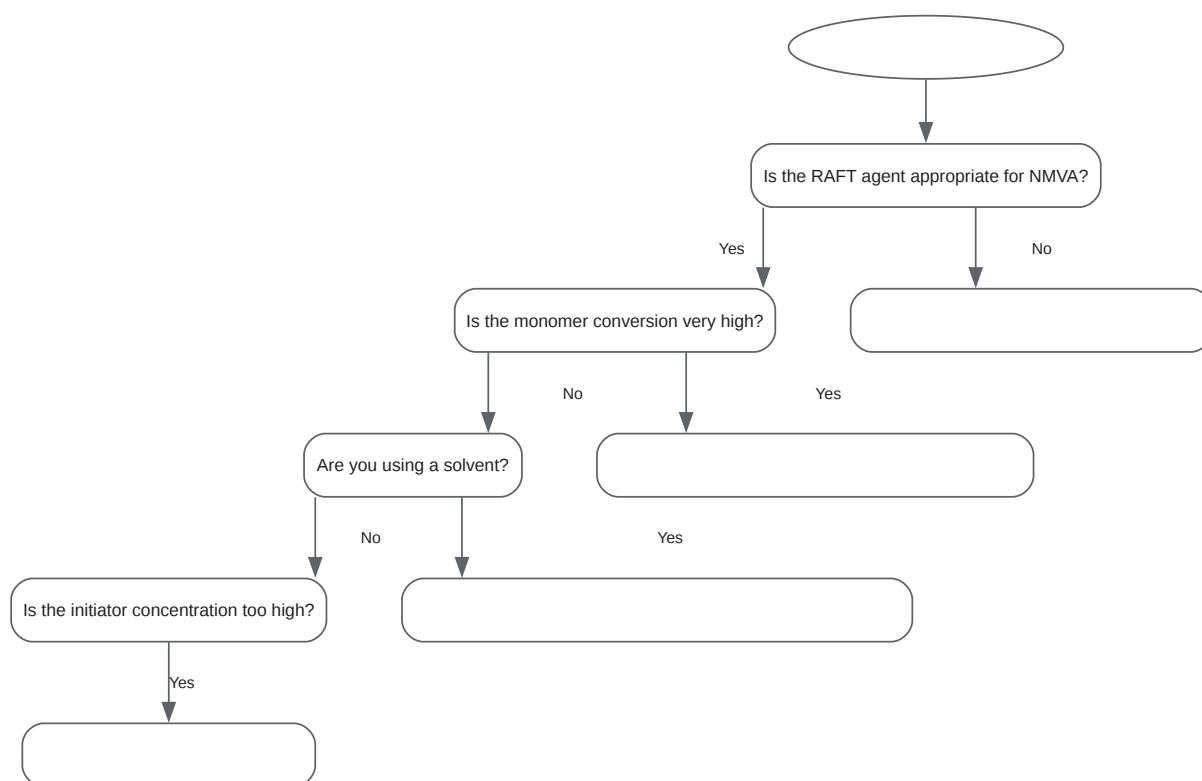 Is the RAFT agent appropriate for NMVA?
Yes
No
Is the monomer conversion very high?
No
Yes
Are you using a solvent?
No
Yes
Is the initiator concentration too high?
Yes